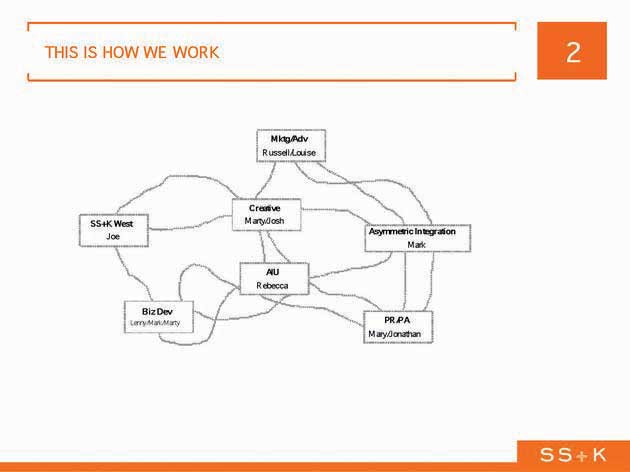 THIS IS HOW WE WORK
2
Mktg/Adv
Russell/Louise
Creative
Marty/Josh
SS+K West
Joe
Asymmetric Integration
Mark
AIU
Rebecca
Biz Dev
Lenny/Mark/Marty
PR/PA
Mary/Jonathan
SS+K